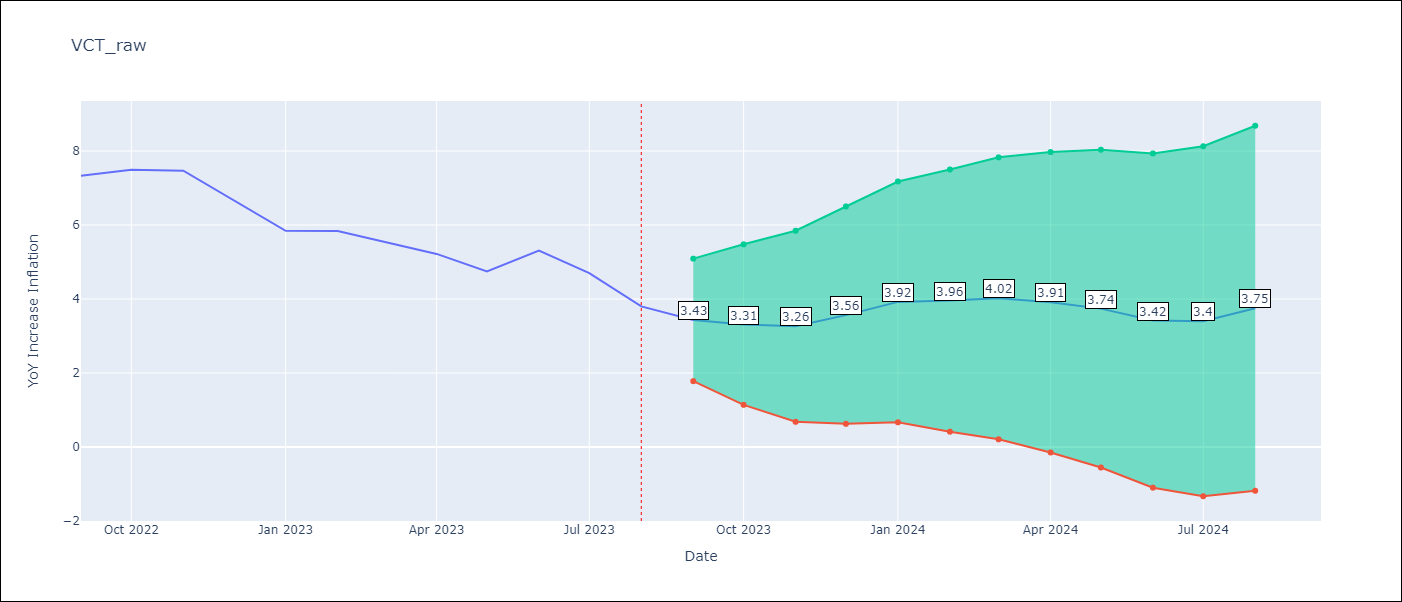 VCT_raw
YoY Increase Inflation
8
6
4
2
0
−2
3.43
3.31
3.26
3.56
3.92
3.96
4.02
3.91
3.74
3.42
3.4
3.75
Oct 2022
Jan 2023
Apr 2023
Jul 2023
Oct 2023
Jan 2024
Apr 2024
Jul 2024
Date